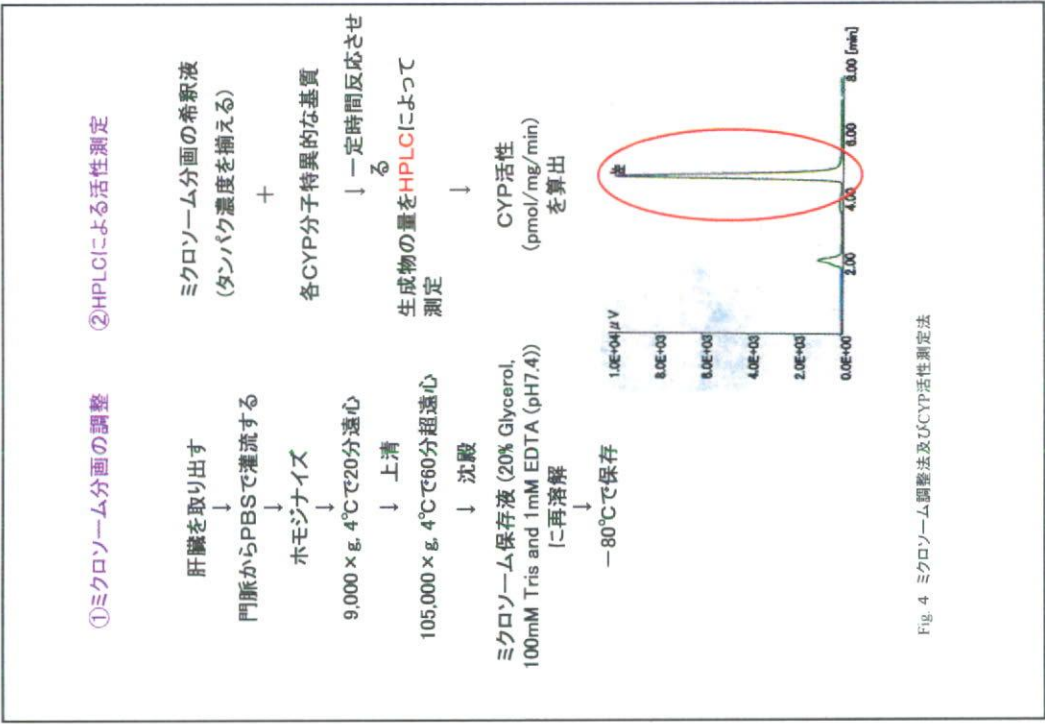 ①ミクロソーム分画の調整
肝臓を取り出す
↓
門脈からPBSで灌流する
↓
ホモジナイズ
↓
9,000×g, 4℃で20分遠心
↓ 上清
105,000×g, 4℃で60分超遠心
↓ 沈殿
ミクロソーム保存液 (20% Glycerol,
100mM Tris and 1mM EDTA (pH7.4))
に再溶解
↓
－80℃で保存
②HPLCによる活性測定
ミクロソーム分画の希釈液
(タンパク濃度を揃える)
＋
各CYP分子特異的な基質
↓一定時間反応させ
る
生成物の量をHPLCによって
測定
↓
CYP活性
(pmol/mg/min)
を算出
1.0E+04 μV
8.0E+03
6.0E+03
4.0E+03
2.0E+03
0.0E+00
2.00
4.00
6.00
8.00 [min]
Fig. 4 ミクロソーム調整法及びCYP活性測定法